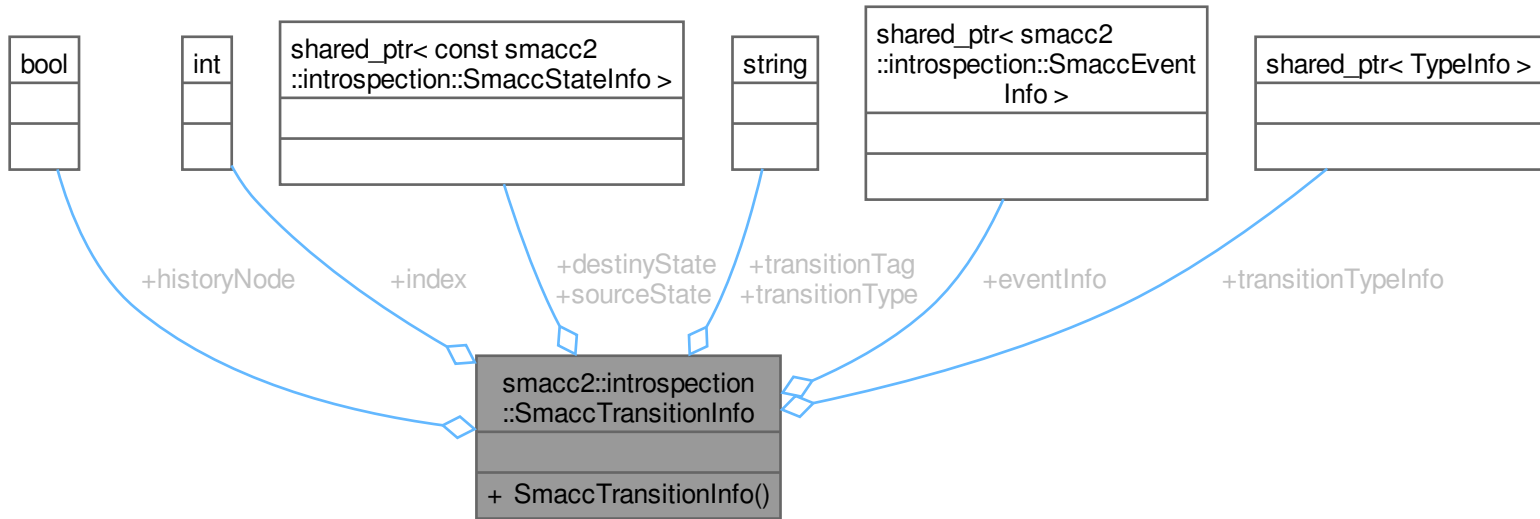 bool
int
shared_ptr< const smacc2
::introspection::SmaccStateInfo >
string
shared_ptr< smacc2
::introspection::SmaccEvent
Info >
shared_ptr< TypeInfo >
+historyNode
+index
+destinyState
+sourceState
+transitionTag
+transitionType
+eventInfo
+transitionTypeInfo
smacc2::introspection
::SmaccTransitionInfo
+ SmaccTransitionInfo()